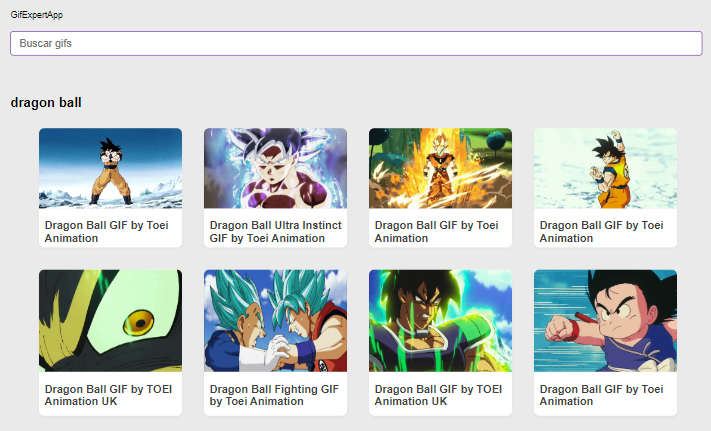 GifExpertApp
Buscar gifs
dragon ball
Dragon Ball GIF by Toei
Animation
Dragon Ball Ultra Instinct
GIF by Toei Animation
Dragon Ball GIF by Toei
Animation
Dragon Ball GIF by Toei
Animation
Dragon Ball GIF by TOEI
Animation UK
Dragon Ball Fighting GIF
by Toei Animation
Dragon Ball GIF by TOEI
Animation UK
Dragon Ball GIF by Toei
Animation